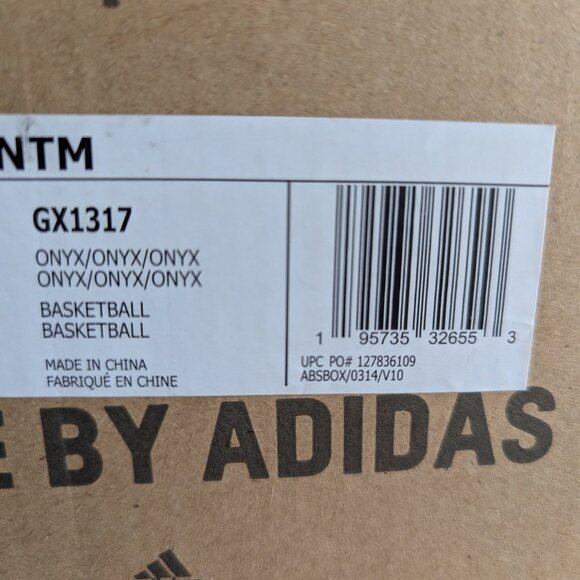 NTM
GX1317
ONYX/ONYX/ONYX
ONYX/ONYX/ONYX
BASKETBALL
BASKETBALL
MADE IN CHINA
FABRIQUÉ EN CHINE
1 95735 32655 3
UPC PO# 127836109
ABSBOX/0314/V10
E BY ADIDAS